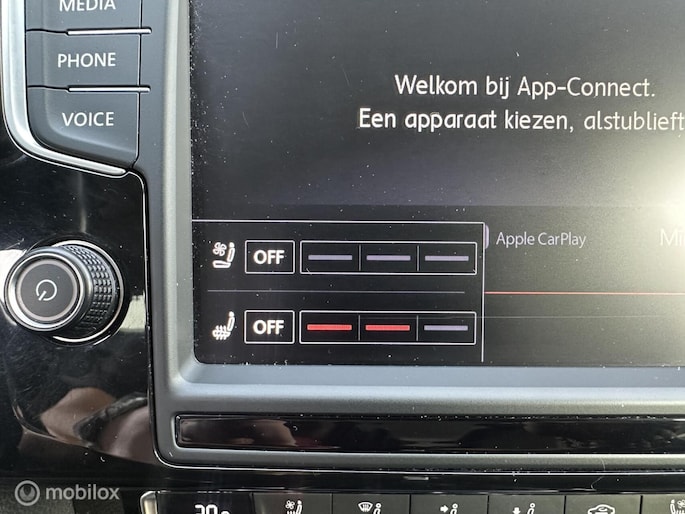 MEDIA
PHONE
VOICE
Welkom bij App-Connect.
Een apparaat kiezen, alstublieft
Apple CarPlay
OFF
OFF
mobilox